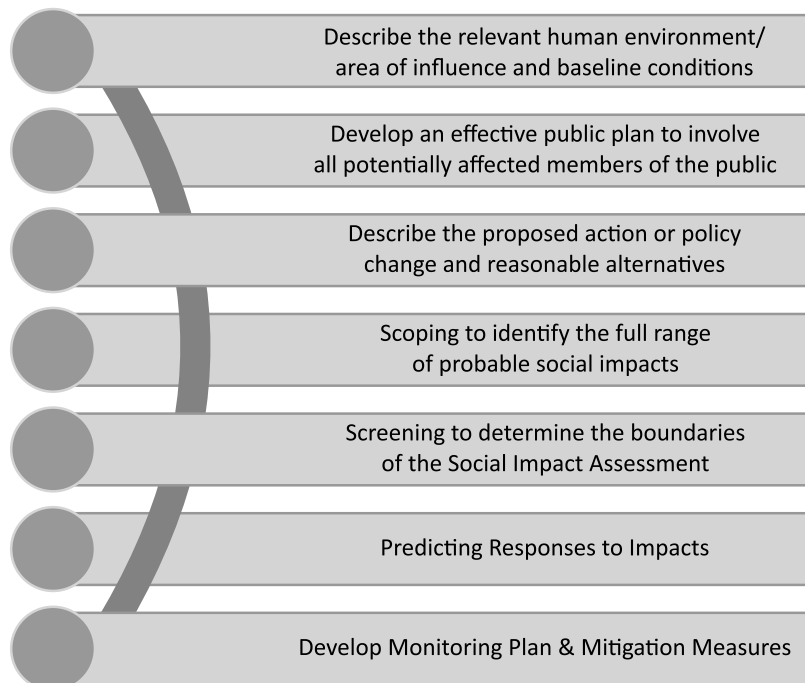 Describe the relevant human environment/
area of influence and baseline conditions
Develop an effective public plan to involve
all potentially affected members of the public
Describe the proposed action or policy
change and reasonable alternatives
Scoping to identify the full range
of probable social impacts
Screening to determine the boundaries
of the Social Impact Assessment
Predicting Responses to Impacts
Develop Monitoring Plan & Mitigation Measures